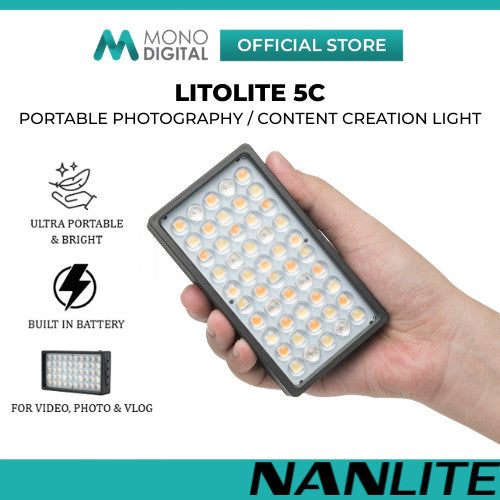 MONO
DIGITAL
OFFICIAL STORE
LITOLITE 5C
PORTABLE PHOTOGRAPHY / CONTENT CREATION LIGHT
ULTRA PORTABLE
& BRIGHT
BUILT IN BATTERY
FOR VIDEO, PHOTO & VLOG
NANLITE